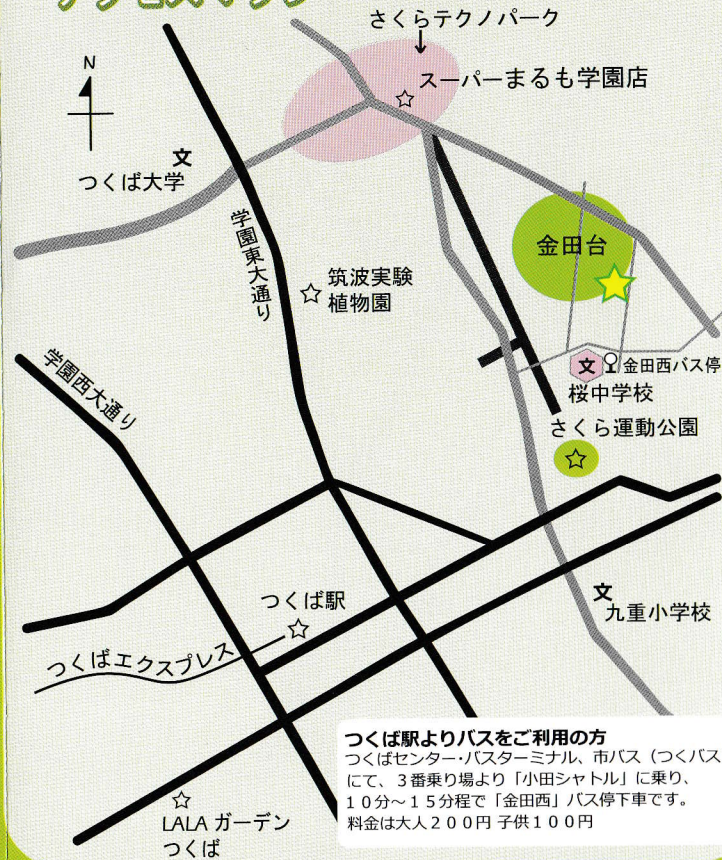 アクセスマップ
さくらテクノパーク
スーパーまるも学園店
N
文
つくば大学
学園東大通り
筑波実験
植物園
金田台
文
金田西バス停
桜中学校
さくら運動公園
学園西大通り
つくば駅
つくばエクスプレス
文
九重小学校
LALA ガーデン
つくば
つくば駅よりバスをご利用の方
つくばセンター・バスターミナル、市バス（つくバス
にて、３番乗り場より「小田シャトル」に乗り、
１０分～１５分程で「金田西」バス停下車です。
料金は大人２００円 子供１００円